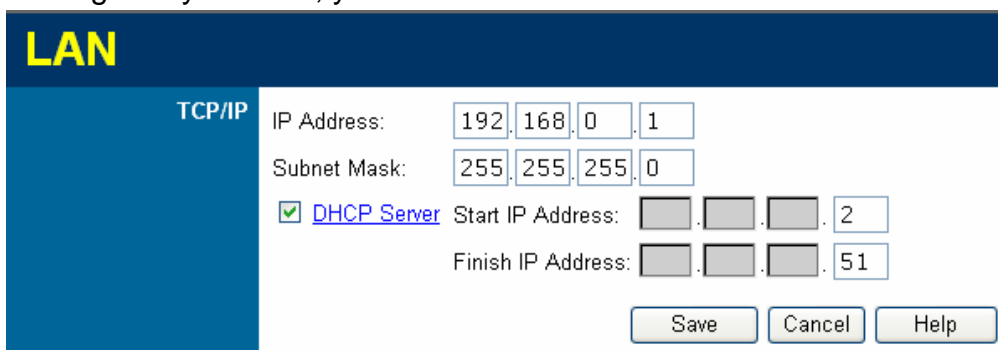 LAN
TCP/IP
IP Address: 192. 168. 0 . 1
Subnet Mask: 255. 255. 255. 0
DHCP Server Start IP Address: . . . 2
Finish IP Address: . . . 51
Save Cancel Help